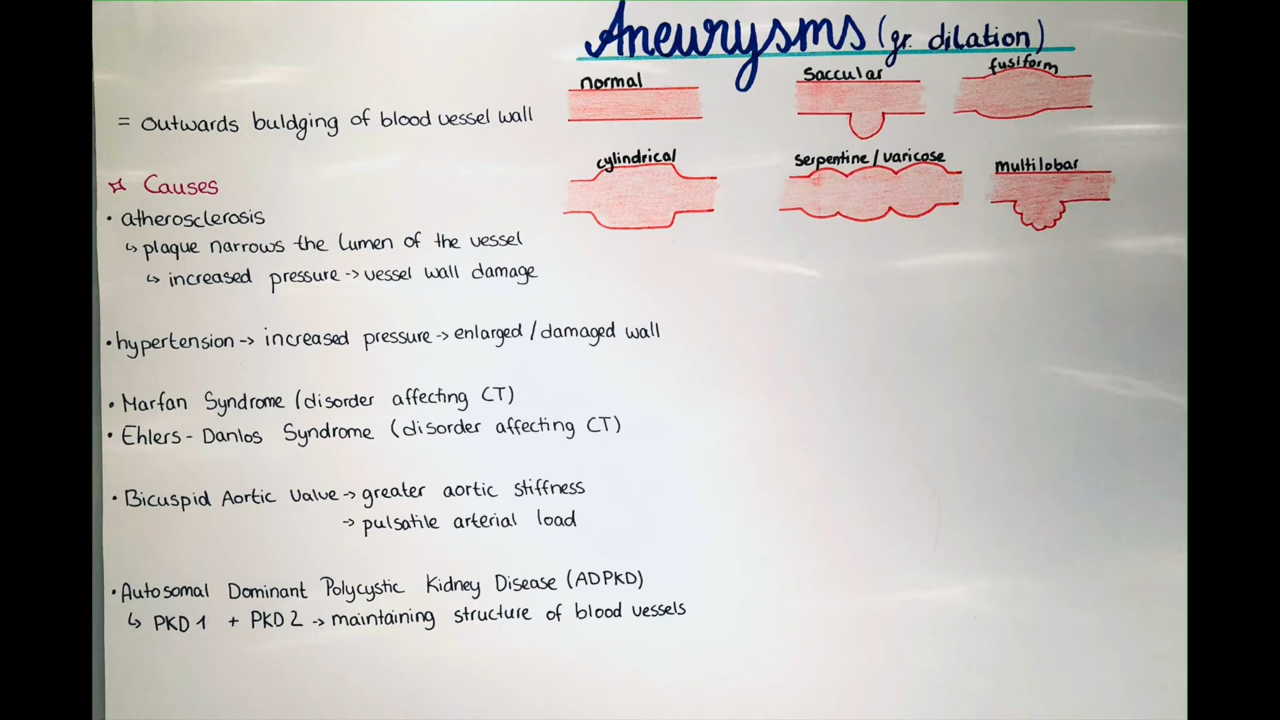 Aneurysms (gr. dilation)
normal
saccular
fusiform
= outwards buldging of blood vessel wall
cylindrical
serpentine / varicose
multilobar
Causes
• atherosclerosis
↳ plaque narrows the lumen of the vessel
↳ increased pressure → vessel wall damage
• hypertension → increased pressure → enlarged / damaged wall
• Marfan Syndrome (disorder affecting CT)
• Ehlers - Danlos Syndrome (disorder affecting CT)
• Bicuspid Aortic Valve → greater aortic stiffness
→ pulsatile arterial load
• Autosomal Dominant Polycystic Kidney Disease (ADPKD)
↳ PKD 1 + PKD 2 → maintaining structure of blood vessels